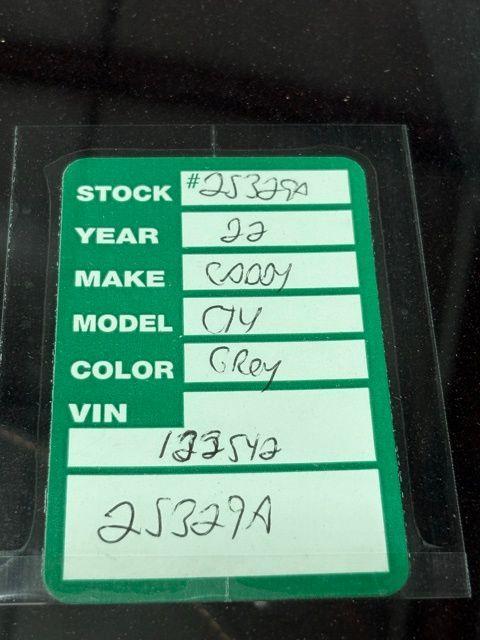 STOCK #25329A
YEAR 22
MAKE CADDY
MODEL CT4
COLOR GRey
VIN
122542
25329A